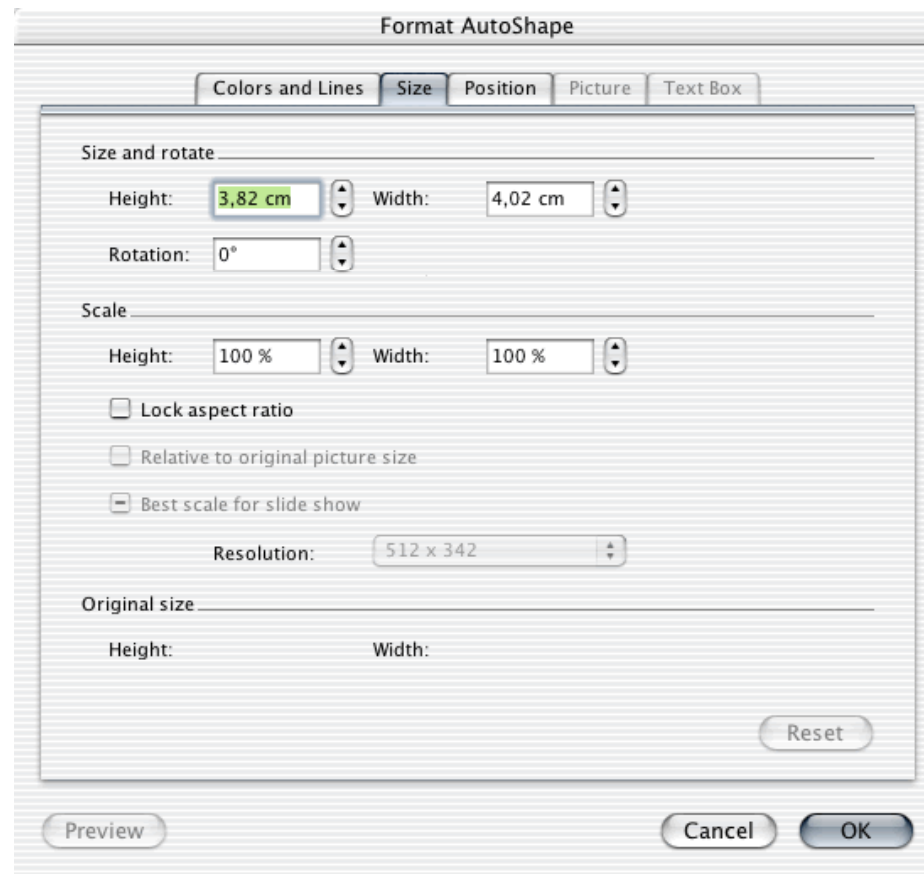 Format AutoShape
Colors and Lines Size Position Picture Text Box
Size and rotate
Height: 3,82 cm Width: 4,02 cm
Rotation: 0°
Scale
Height: 100 % Width: 100 %
Lock aspect ratio
Relative to original picture size
Best scale for slide show
Resolution: 512 x 342
Original size
Height: Width:
Reset
Preview Cancel OK